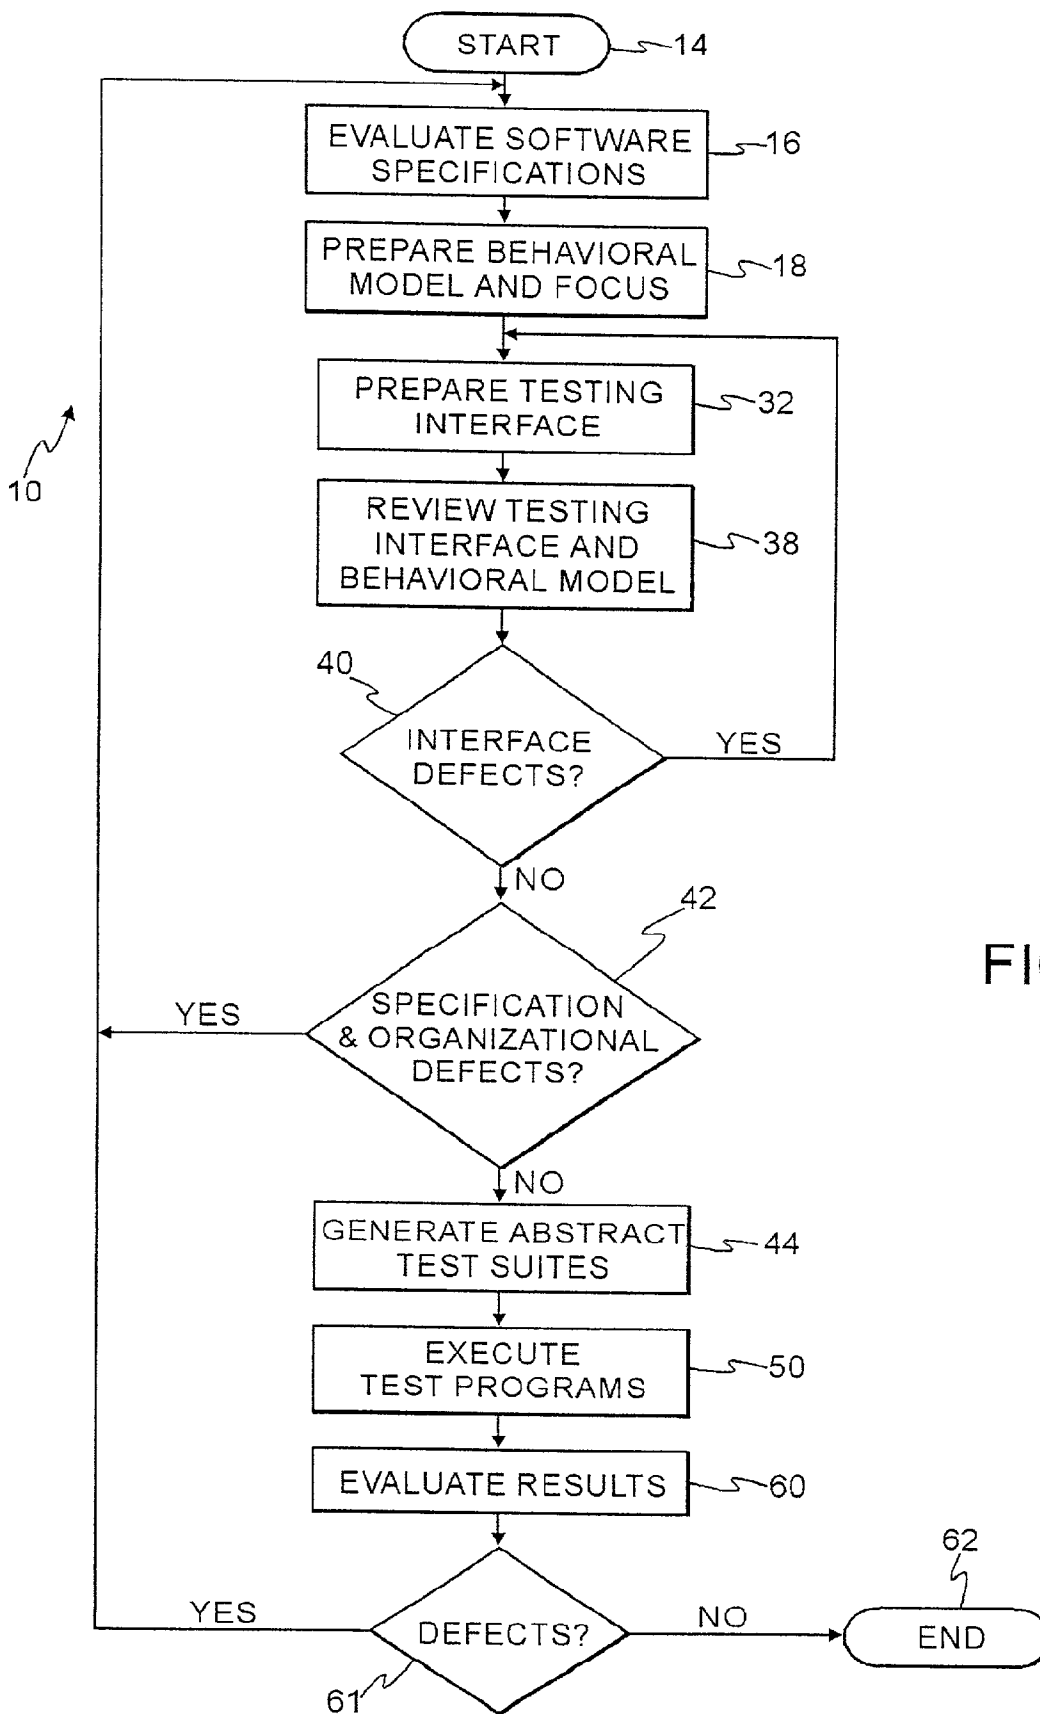 START
14
EVALUATE SOFTWARE
SPECIFICATIONS
16
PREPARE BEHAVIORAL
MODEL AND FOCUS
18
PREPARE TESTING
INTERFACE
32
10
REVIEW TESTING
INTERFACE AND
BEHAVIORAL MODEL
38
40
INTERFACE
DEFECTS?
YES
NO
42
SPECIFICATION
& ORGANIZATIONAL
DEFECTS?
YES
NO
GENERATE ABSTRACT
TEST SUITES
44
EXECUTE
TEST PROGRAMS
50
EVALUATE RESULTS
60
DEFECTS?
YES
NO
61
62
END